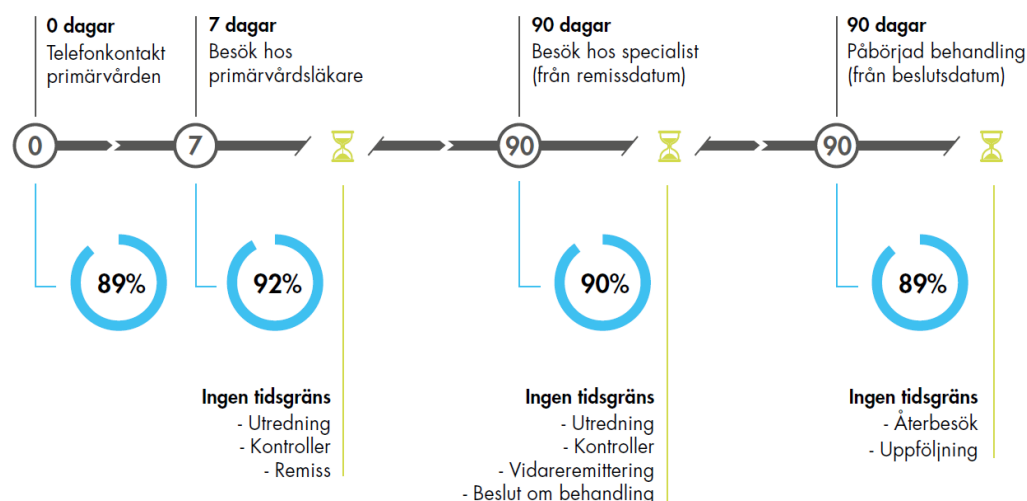 0 dagar
Telefonkontakt
primärvården
7 dagar
Besök hos
primärvårdsläkare
90 dagar
Besök hos specialist
(från remissdatum)
90 dagar
Påbörjad behandling
(från beslutsdatum)
0
7
90
90
89%
92%
90%
89%
Ingen tidsgräns
- Utredning
- Kontroller
- Remiss
Ingen tidsgräns
- Utredning
- Kontroller
- Vidareremittering
- Beslut om behandling
Ingen tidsgräns
- Återbesök
- Uppföljning